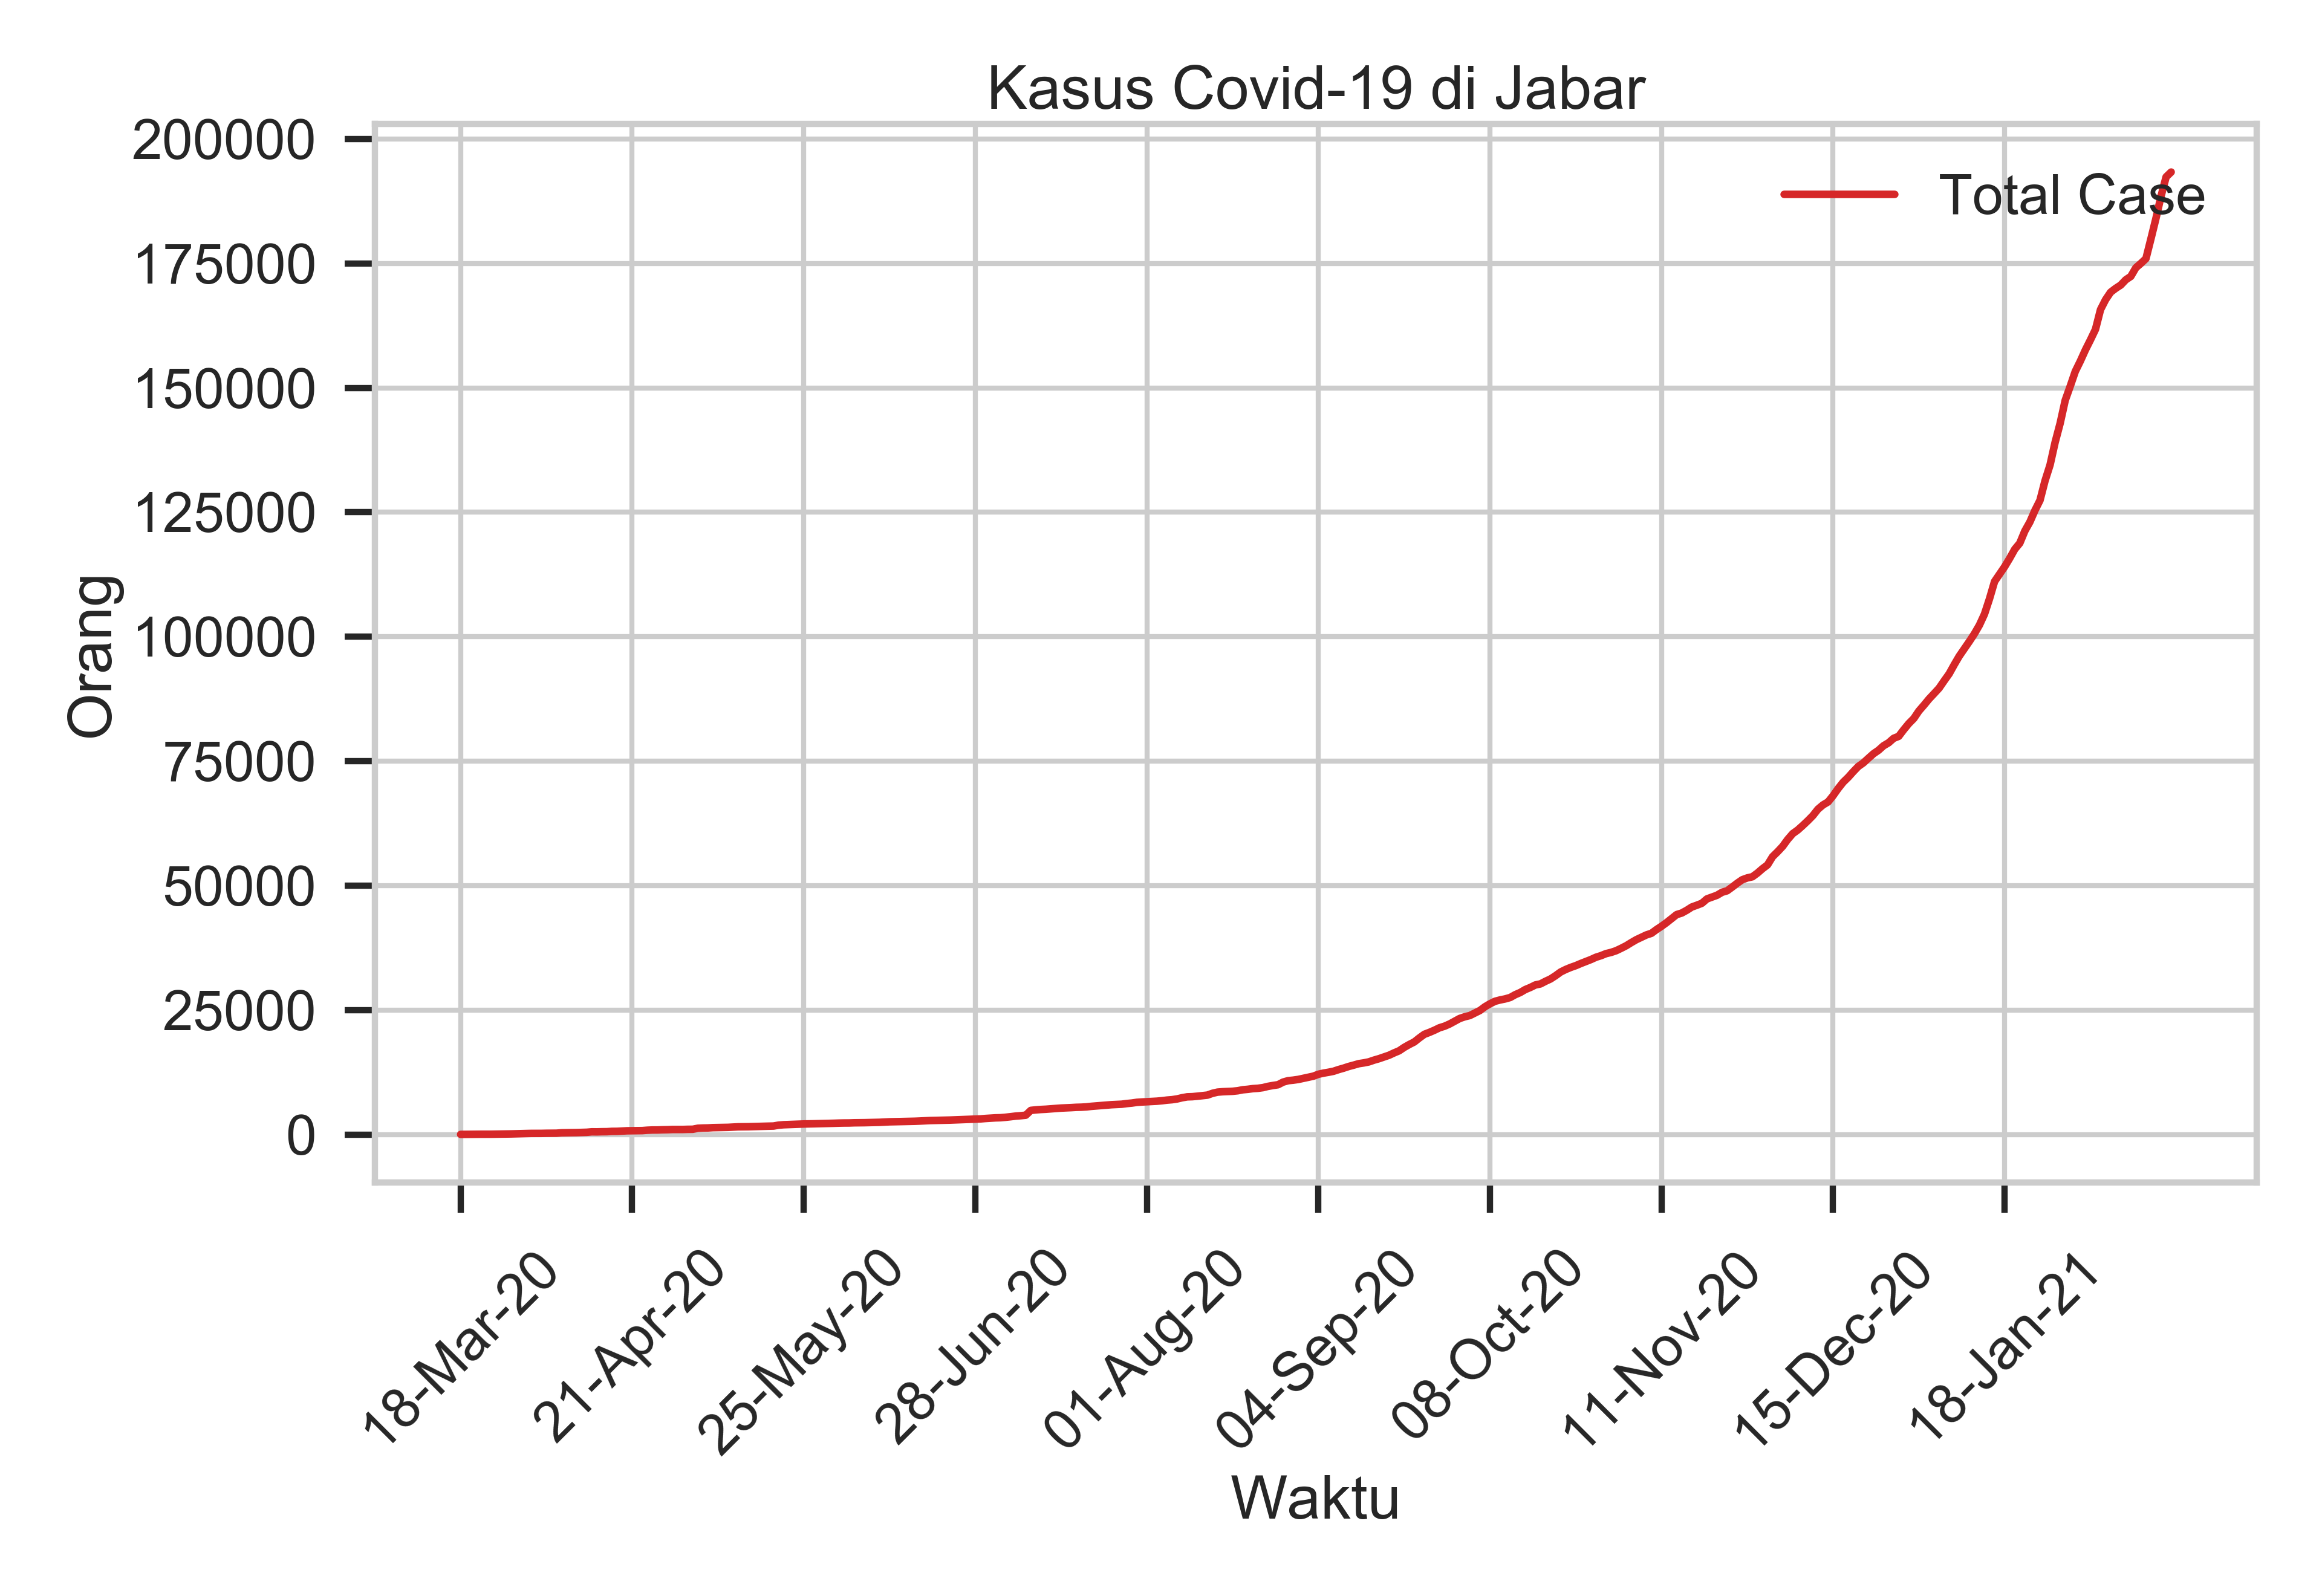 Kasus Covid-19 di Jabar
200000
175000
150000
125000
100000
75000
50000
25000
0
Orang
Total Case
18-Mar-20
21-Apr-20
25-May-20
28-Jun-20
01-Aug-20
04-Sep-20
08-Oct-20
11-Nov-20
15-Dec-20
18-Jan-21
Waktu